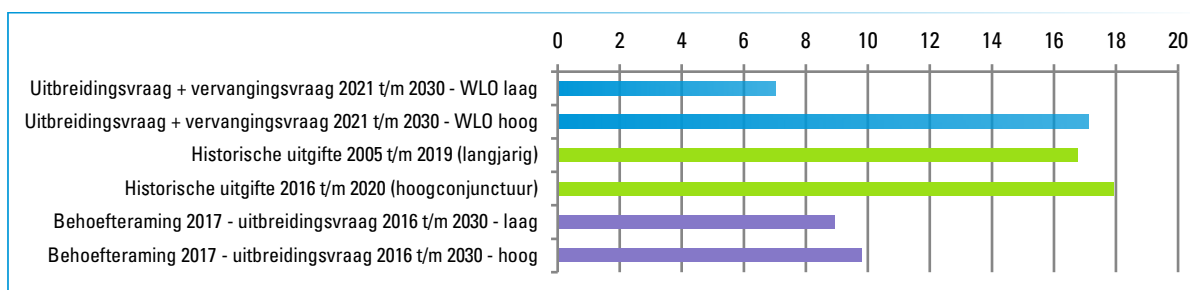 0 2 4 6 8 10 12 14 16 18 20
Uitbreidingsvraag + vervangingsvraag 2021 t/m 2030 - WLO laag
Uitbreidingsvraag + vervangingsvraag 2021 t/m 2030 - WLO hoog
Historische uitgifte 2005 t/m 2019 (langjarig)
Historische uitgifte 2016 t/m 2020 (hoogconjunctuur)
Behoefteraming 2017 - uitbreidingsvraag 2016 t/m 2030 - laag
Behoefteraming 2017 - uitbreidingsvraag 2016 t/m 2030 - hoog